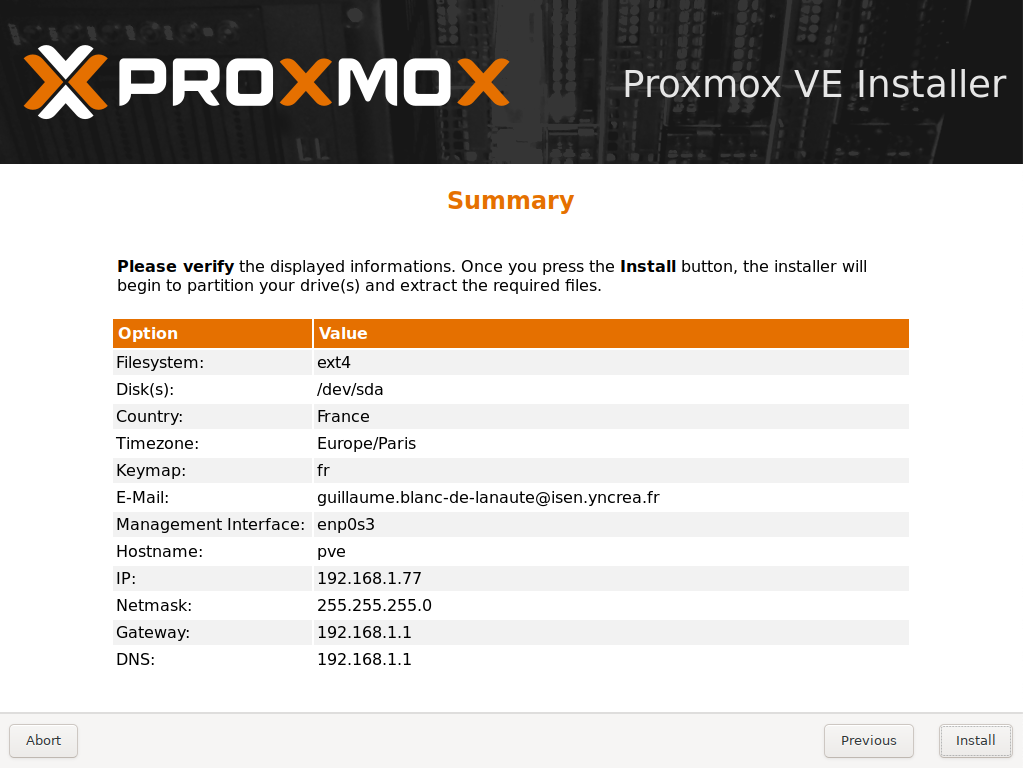 PROXMOX
Proxmox VE Installer
Summary
Please verify the displayed informations. Once you press the Install button, the installer will
begin to partition your drive(s) and extract the required files.
Option Value
Filesystem: ext4
Disk(s): /dev/sda
Country: France
Timezone: Europe/Paris
Keymap: fr
E-Mail: guillaume.blanc-de-lanaute@isen.yncrea.fr
Management Interface: enp0s3
Hostname: pve
IP: 192.168.1.77
Netmask: 255.255.255.0
Gateway: 192.168.1.1
DNS: 192.168.1.1
Abort Previous Install